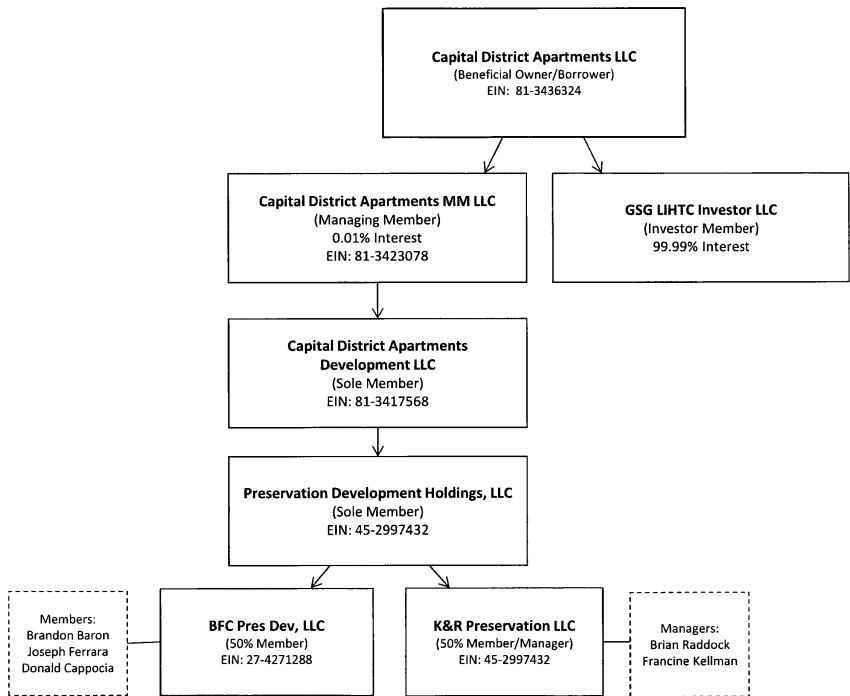 Capital District Apartments LLC
(Beneficial Owner/Borrower)
EIN: 81-3436324
Capital District Apartments MM LLC
(Managing Member)
0.01% Interest
EIN: 81-3423078
GSG LIHTC Investor LLC
(Investor Member)
99.99% Interest
Capital District Apartments
Development LLC
(Sole Member)
EIN: 81-3417568
Preservation Development Holdings, LLC
(Sole Member)
EIN: 45-2997432
Members:
Brandon Baron
Joseph Ferrara
Donald Cappocia
BFC Pres Dev, LLC
(50% Member)
EIN: 27-4271288
K&R Preservation LLC
(50% Member/Manager)
EIN: 45-2997432
Managers:
Brian Raddock
Francine Kellman